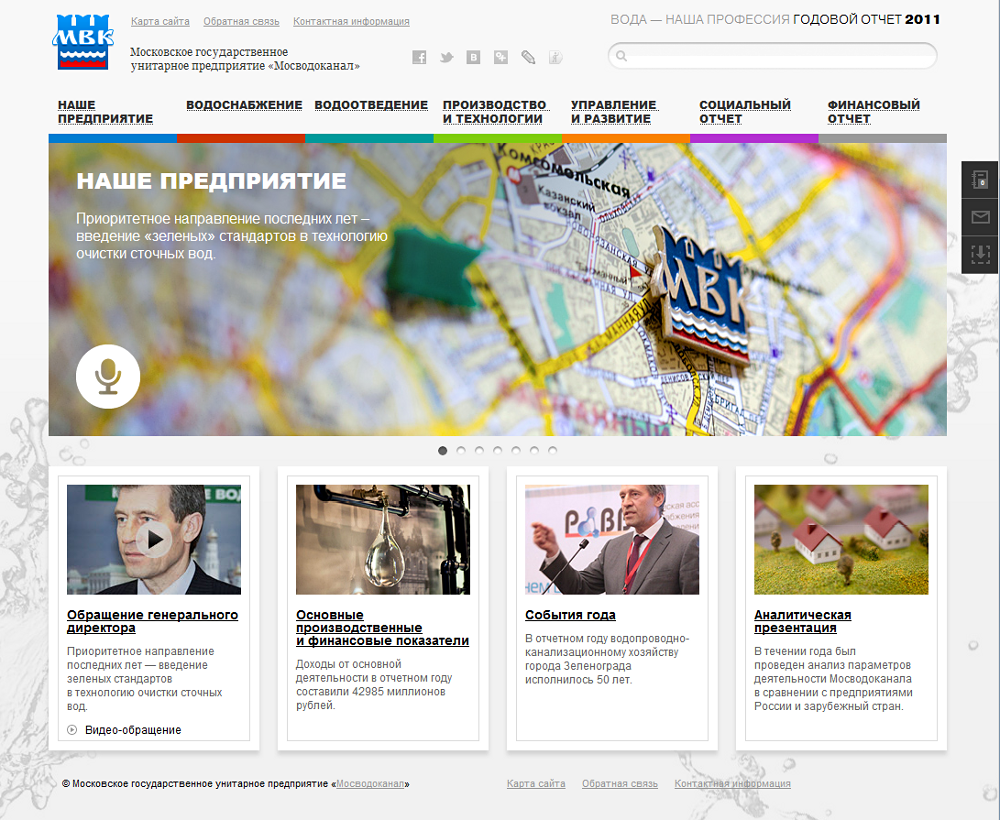 МВК
Карта сайта Обратная связь Контактная информация
ВОДА — НАША ПРОФЕССИЯ ГОДОВОЙ ОТЧЕТ 2011
Московское государственное
унитарное предприятие «Мосводоканал»
НАШЕ
ПРЕДПРИЯТИЕ
ВОДОСНАБЖЕНИЕ
ВОДООТВЕДЕНИЕ
ПРОИЗВОДСТВО
И ТЕХНОЛОГИИ
УПРАВЛЕНИЕ
И РАЗВИТИЕ
СОЦИАЛЬНЫЙ
ОТЧЕТ
ФИНАНСОВЫЙ
ОТЧЕТ
НАШЕ ПРЕДПРИЯТИЕ
Приоритетное направление последних лет –
введение «зеленых» стандартов в технологию
очистки сточных вод.
КОМСОМОЛЬСКАЯ
Казанский
вокзал
МВК
Обращение генерального
директора
Приоритетное направление
последних лет — введение
зеленых стандартов
в технологию очистки сточных
вод.
Видео-обращение
Основные
производственные
и финансовые показатели
Доходы от основной
деятельности в отчетном году
составили 42985 миллионов
рублей.
События года
В отчетном году водопроводно-
канализационному хозяйству
города Зеленограда
исполнилось 50 лет.
Аналитическая
презентация
В течении года был
проведен анализ параметров
деятельности Мосводоканала
в сравнении с предприятиями
России и зарубежный стран.
© Московское государственное унитарное предприятие «Мосводоканал»
Карта сайта Обратная связь Контактная информация